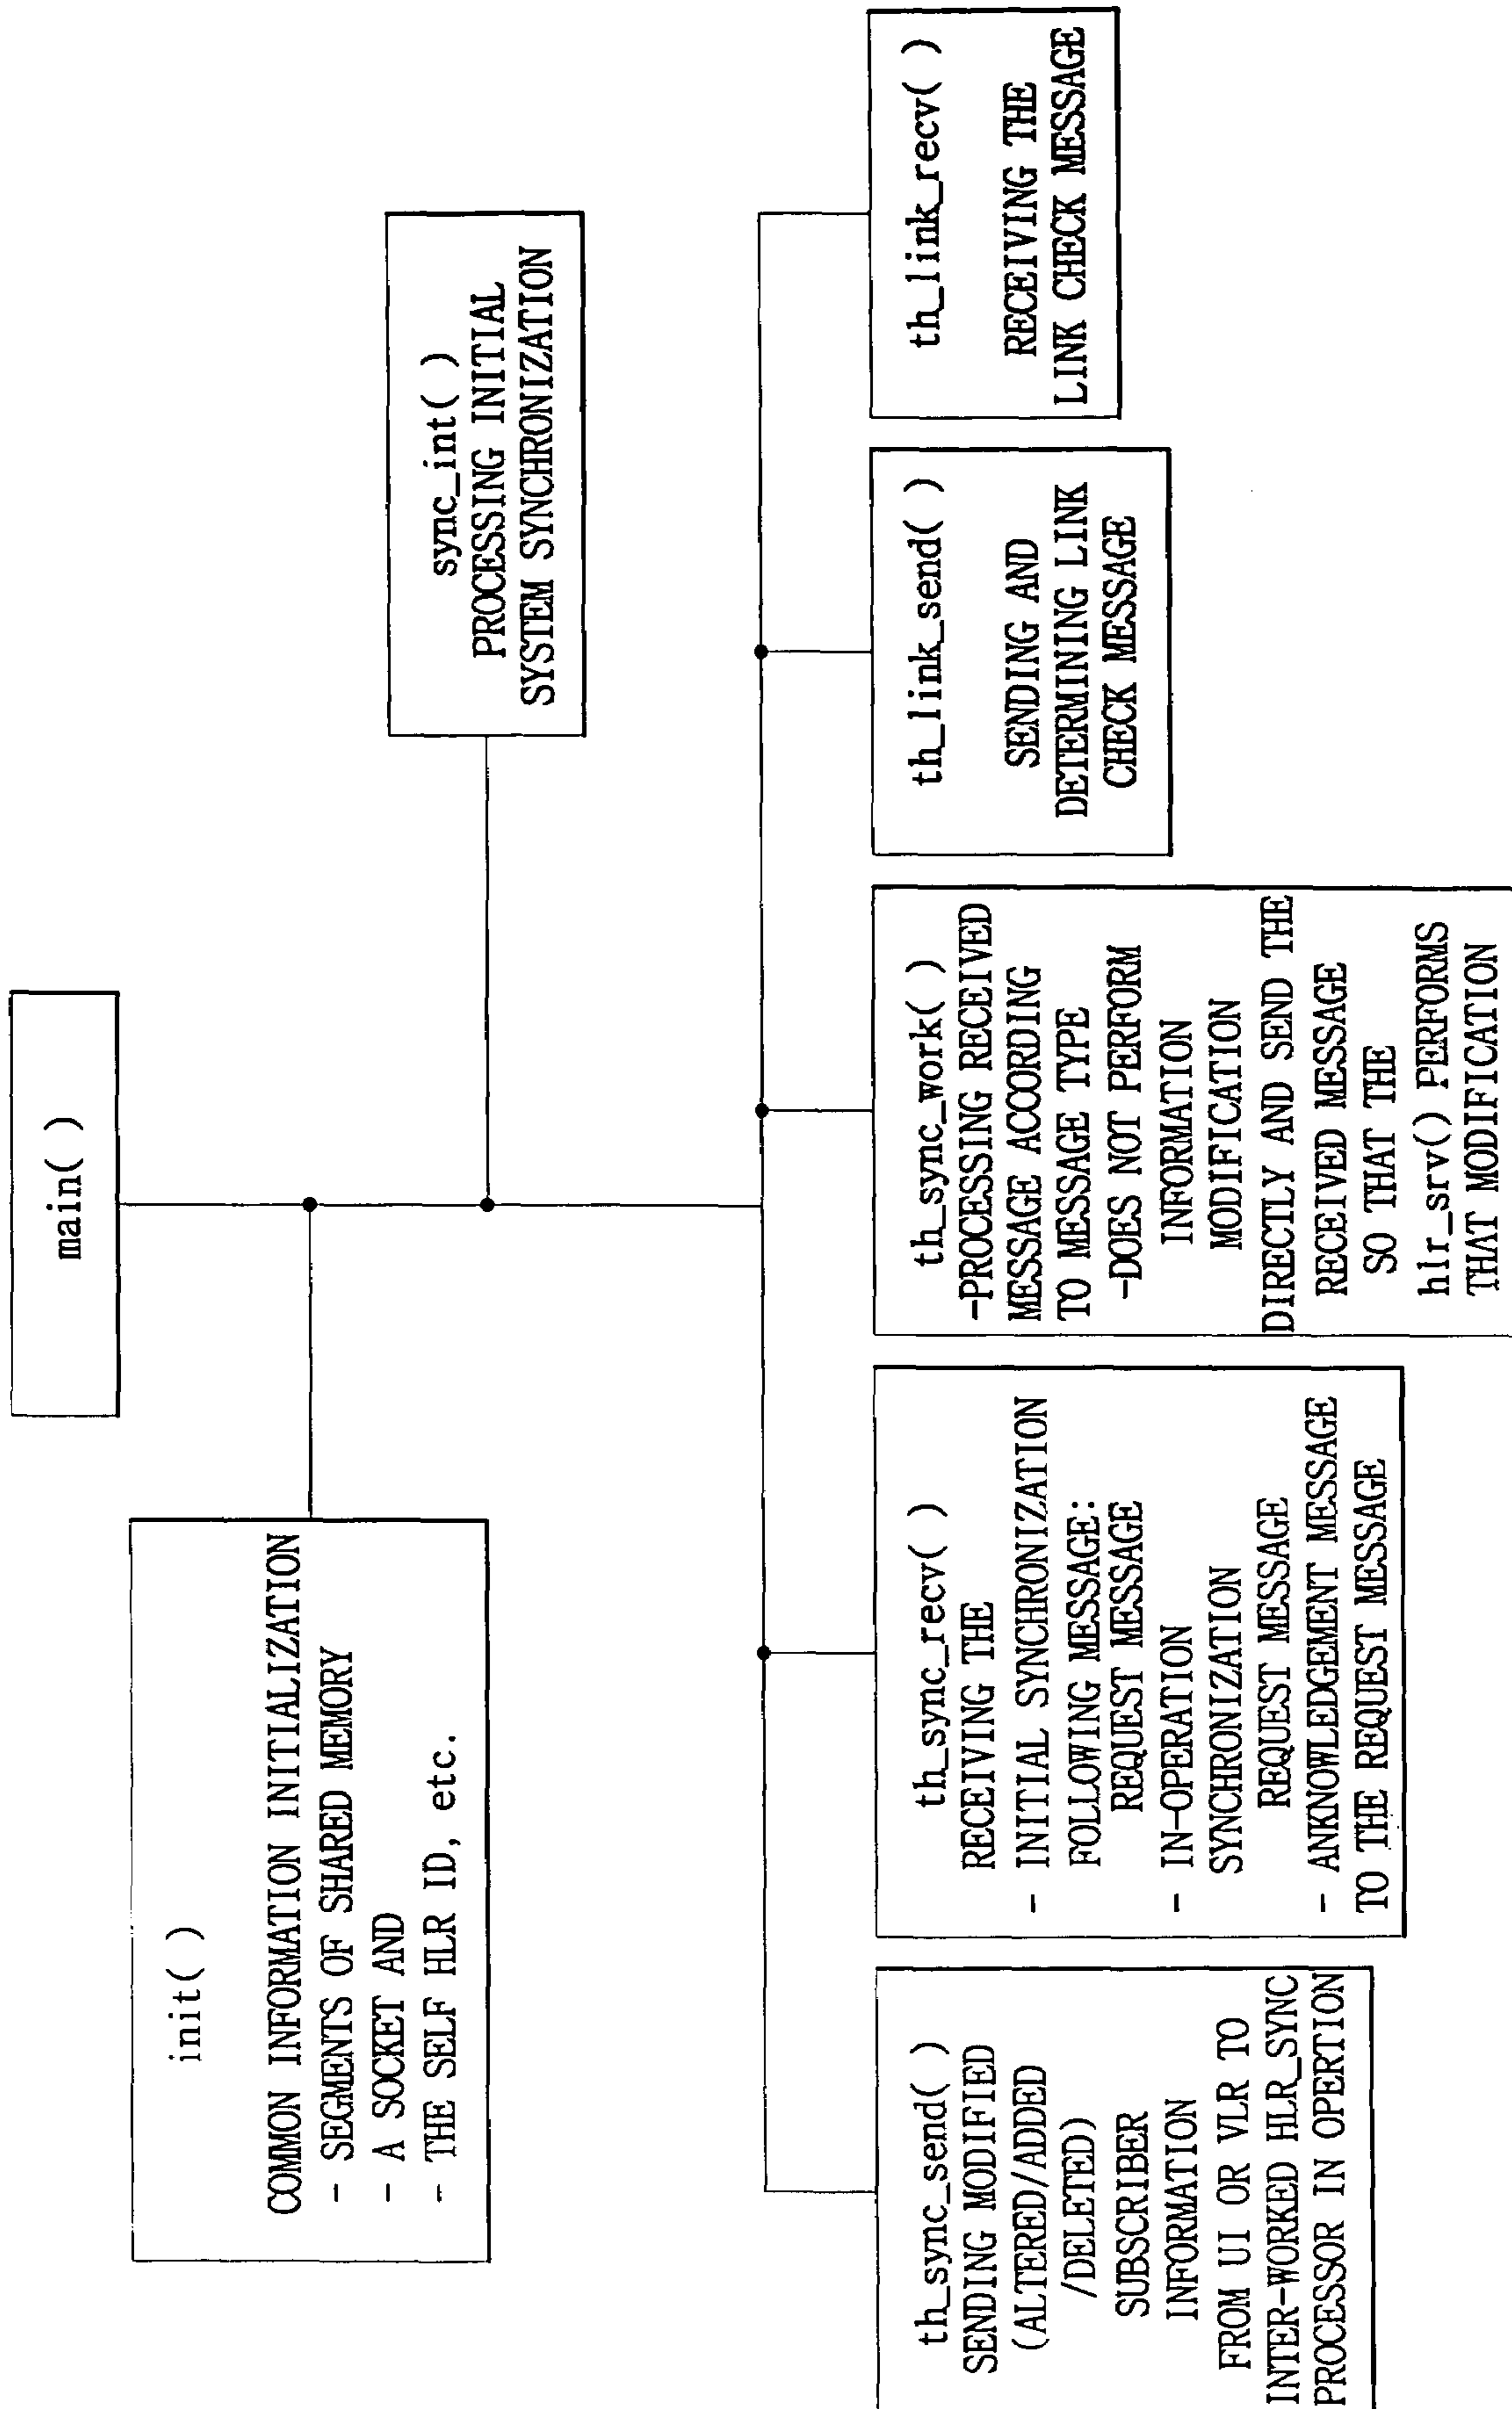 main( )
init( )
COMMON INFORMATION INITIALIZATION
- SEGMENTS OF SHARED MEMORY
- A SOCKET AND
- THE SELF HLR ID, etc.
sync_int( )
PROCESSING INITIAL
SYSTEM SYNCHRONIZATION
th_sync_send( )
SENDING MODIFIED
(ALTERED/ADDED
/DELETED)
SUBSCRIBER
INFORMATION
FROM UI OR VLR TO
INTER-WORKED HLR_SYNC
PROCESSOR IN OPERTION
th_sync_recv( )
RECEIVING THE
- INITIAL SYNCHRONIZATION
FOLLOWING MESSAGE:
REQUEST MESSAGE
- IN-OPERATION
SYNCHRONIZATION
REQUEST MESSAGE
- ANKNOWLEDGEMENT MESSAGE
TO THE REQUEST MESSAGE
th_sync_work( )
-PROCESSING RECEIVED
MESSAGE ACCORDING
TO MESSAGE TYPE
-DOES NOT PERFORM
INFORMATION
MODIFICATION
DIRECTLY AND SEND THE
RECEIVED MESSAGE
SO THAT THE
hlr_srv() PERFORMS
THAT MODIFICATION
th_link_send( )
SENDING AND
DETERMINING LINK
CHECK MESSAGE
th_link_recv( )
RECEIVING THE
LINK CHECK MESSAGE